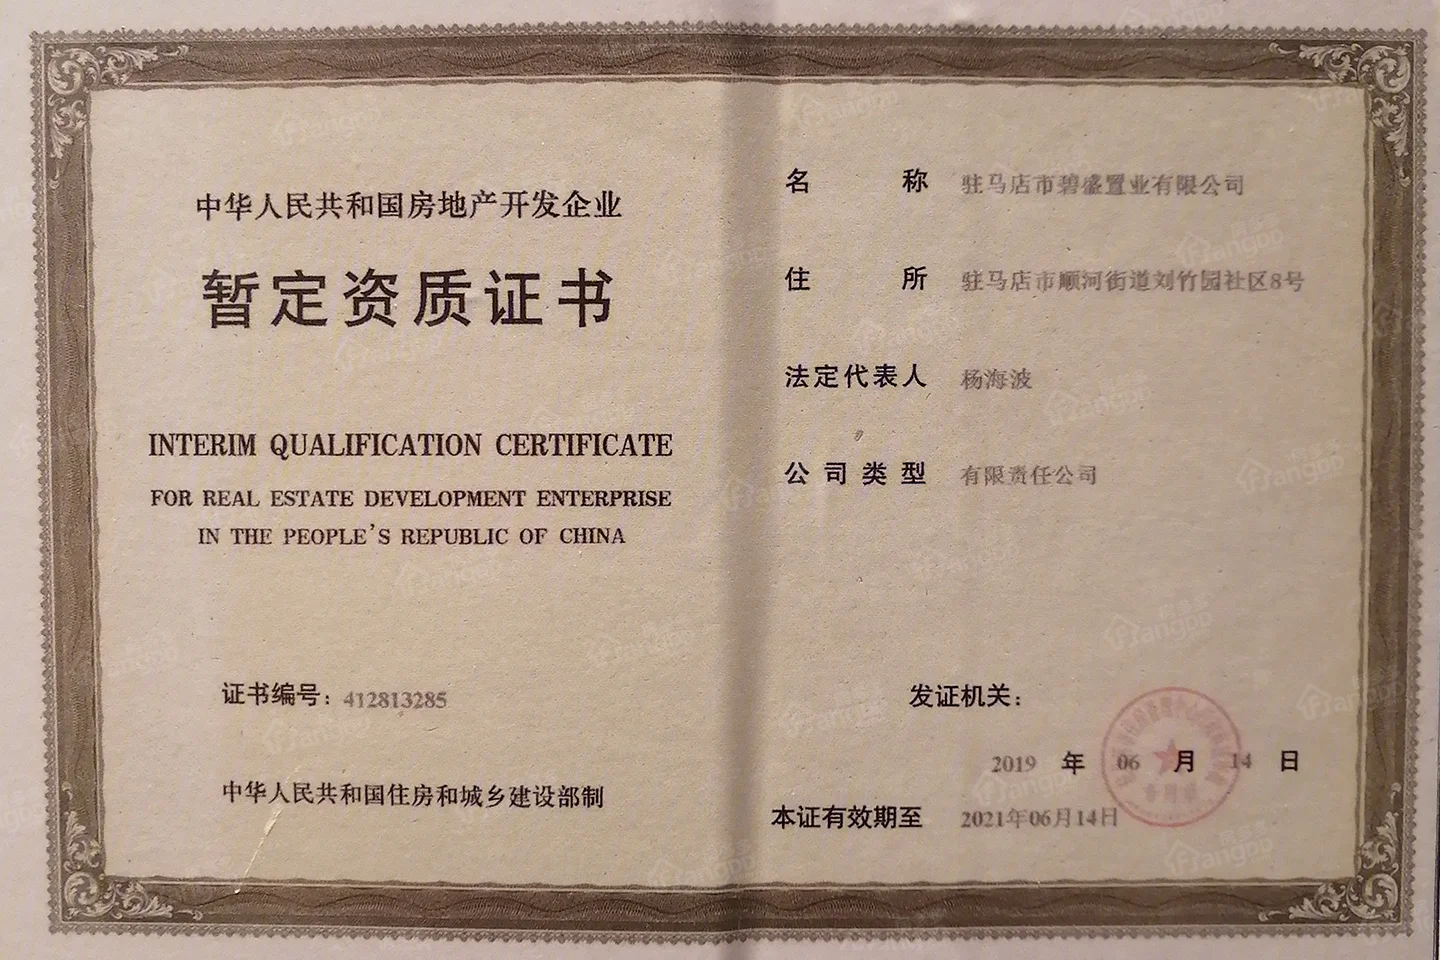 中华人民共和国房地产开发企业
暂定资质证书
INTERIM QUALIFICATION CERTIFICATE
FOR REAL ESTATE DEVELOPMENT ENTERPRISE
IN THE PEOPLE'S REPUBLIC OF CHINA
证书编号：412813285
中华人民共和国住房和城乡建设部制
名称 驻马店市碧盛置业有限公司
住所 驻马店市顺河街道刘竹园社区8号
法定代表人 杨海波
公司类型 有限责任公司
发证机关：
2019 年 06 月 14 日
本证有效期至 2021年06月14日